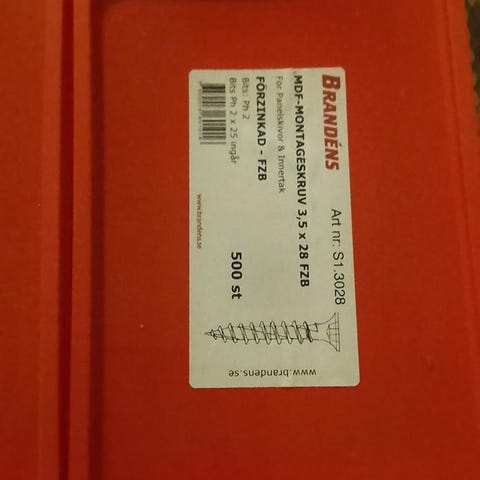 BRANDÉNS
Art nr: S1.3028
MDF-MONTAGESKRUV 3,5 x 28 FZB
För Panelskivor & Innertak
FÖRZINKAD - FZB
500 st
Bits: Ph 2
Bits Ph 2 x 25 ingår
www.brandens.se
www.brandens.se